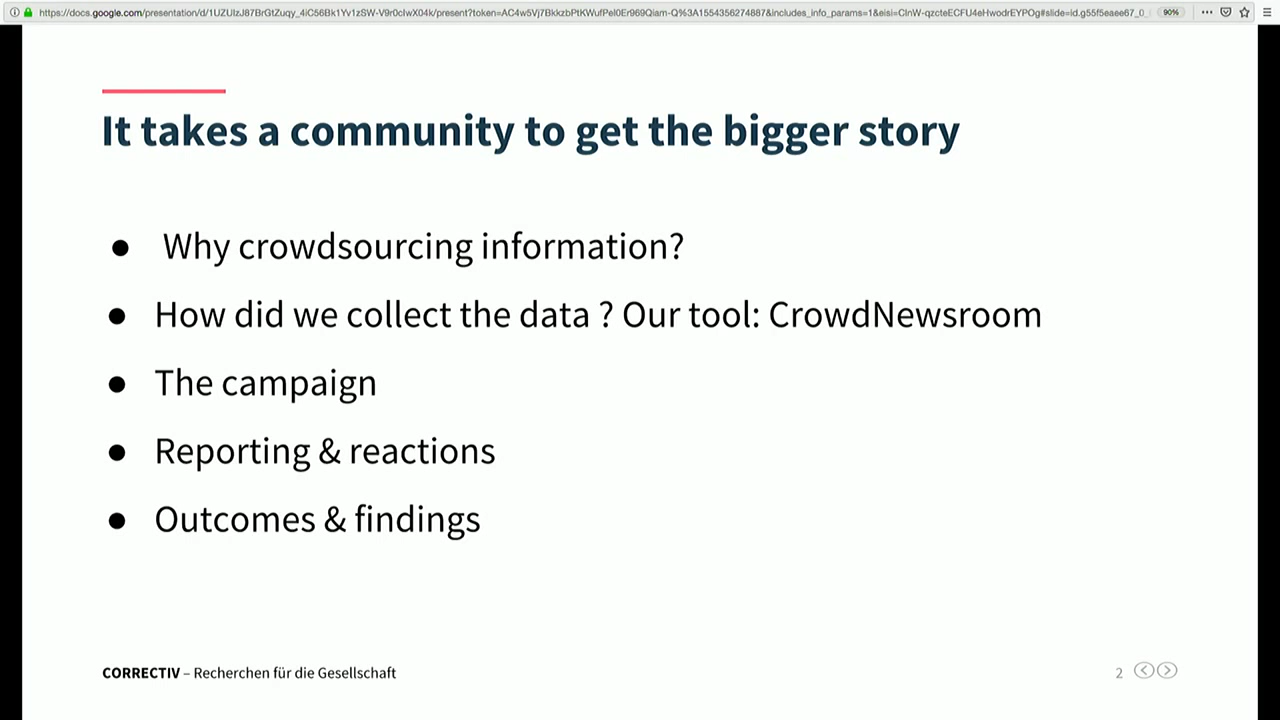 It takes a community to get the bigger story
● Why crowdsourcing information?
● How did we collect the data ? Our tool: CrowdNewsroom
● The campaign
● Reporting & reactions
● Outcomes & findings
CORRECTIV – Recherchen für die Gesellschaft
2
90%